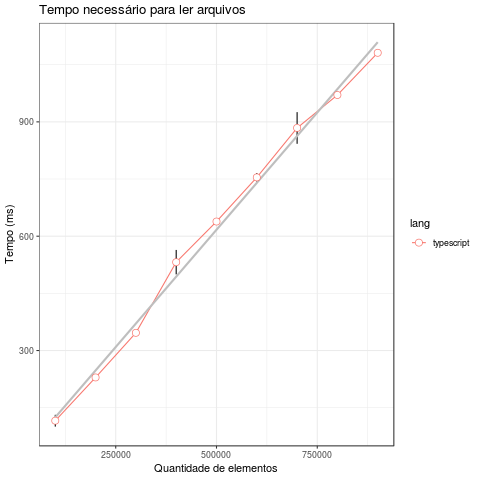 Tempo necessário para ler arquivos
900
600
300
Tempo (ms)
250000
500000
750000
Quantidade de elementos
lang
typescript